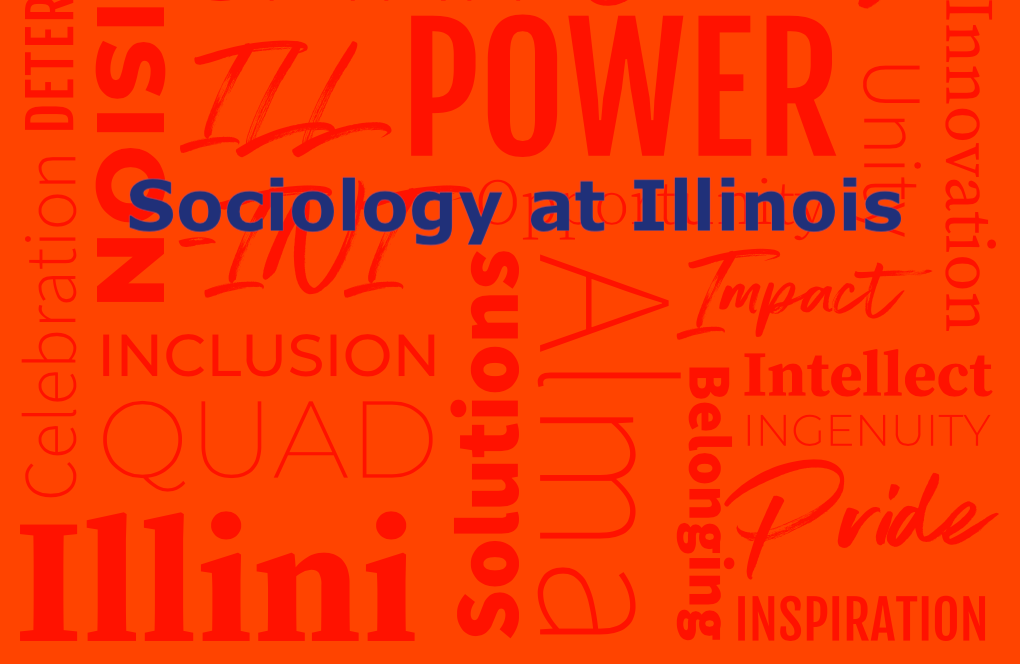 DETER
Celebration
NOISI
ILL
-INI
POWER
Unity
Innovation
Opportunity
Sociology at Illinois
INCLUSION
QUAD
Illini
Solutions
Alma
Impact
Intellect
INGENUITY
Belonging
Pride
INSPIRATION